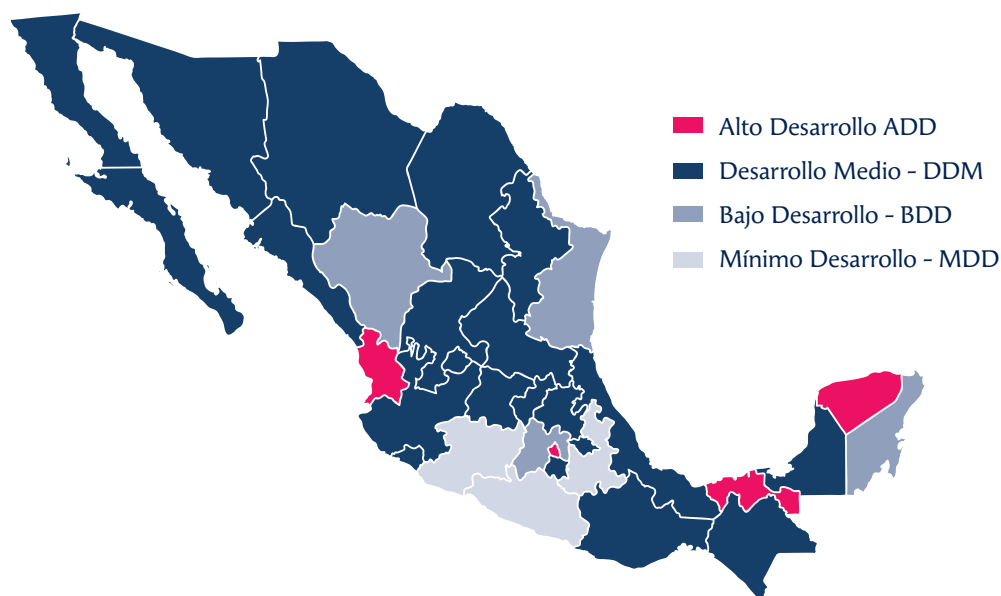 Alto Desarrollo ADD
Desarrollo Medio - DDM
Bajo Desarrollo - BDD
Mínimo Desarrollo - MDD